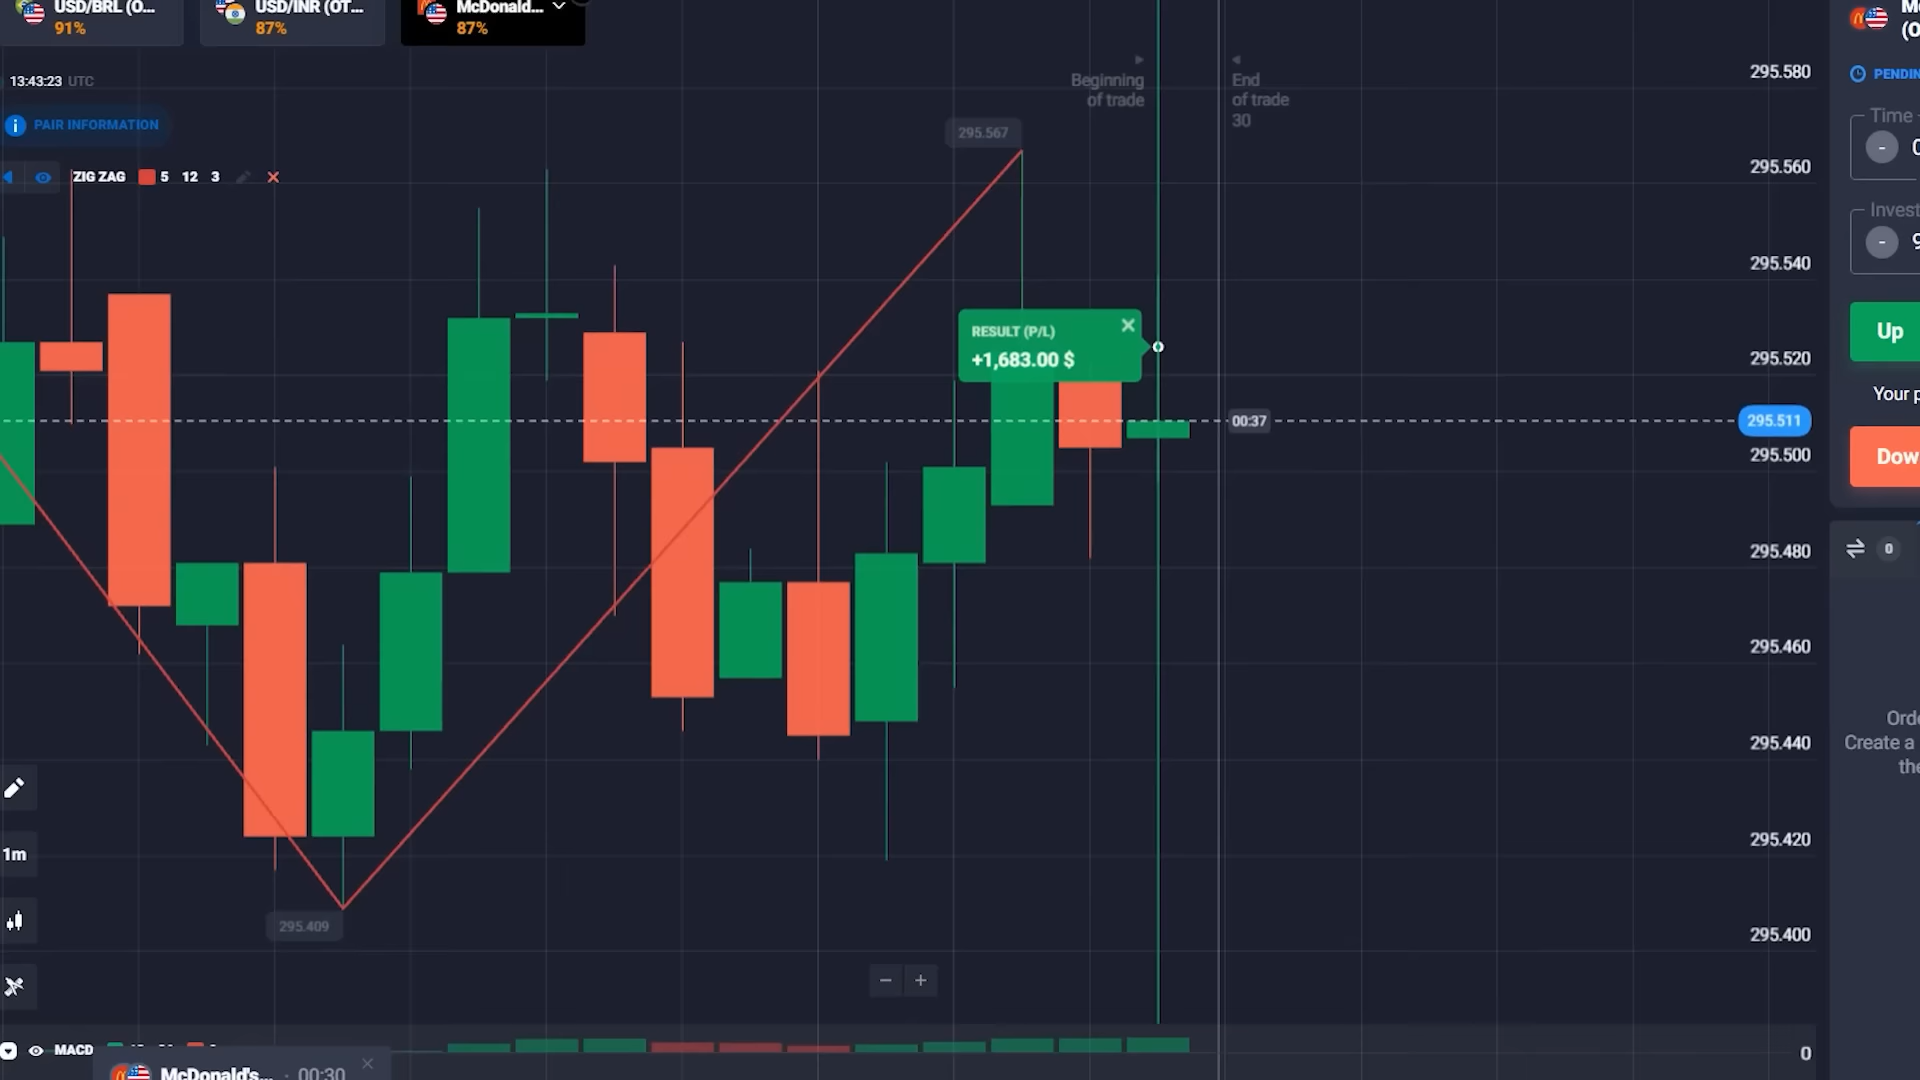 USD/BRL (O...
91%
USD/INR (OT...
87%
McDonald...
87%
13:43:23 UTC
PAIR INFORMATION
ZIG ZAG 5 12 3
Beginning
of trade
End
of trade
30
295.567
RESULT (P/L)
+1,683.00 $
00:37
295.409
295.580
295.560
295.540
295.520
295.511
295.500
295.480
295.460
295.440
295.420
295.400
0
1m
MACD
McDonald's... · 00:30
(O
PENDIN
Time
Invest
Up
Your p
Dow
0
Orde
Create a
the